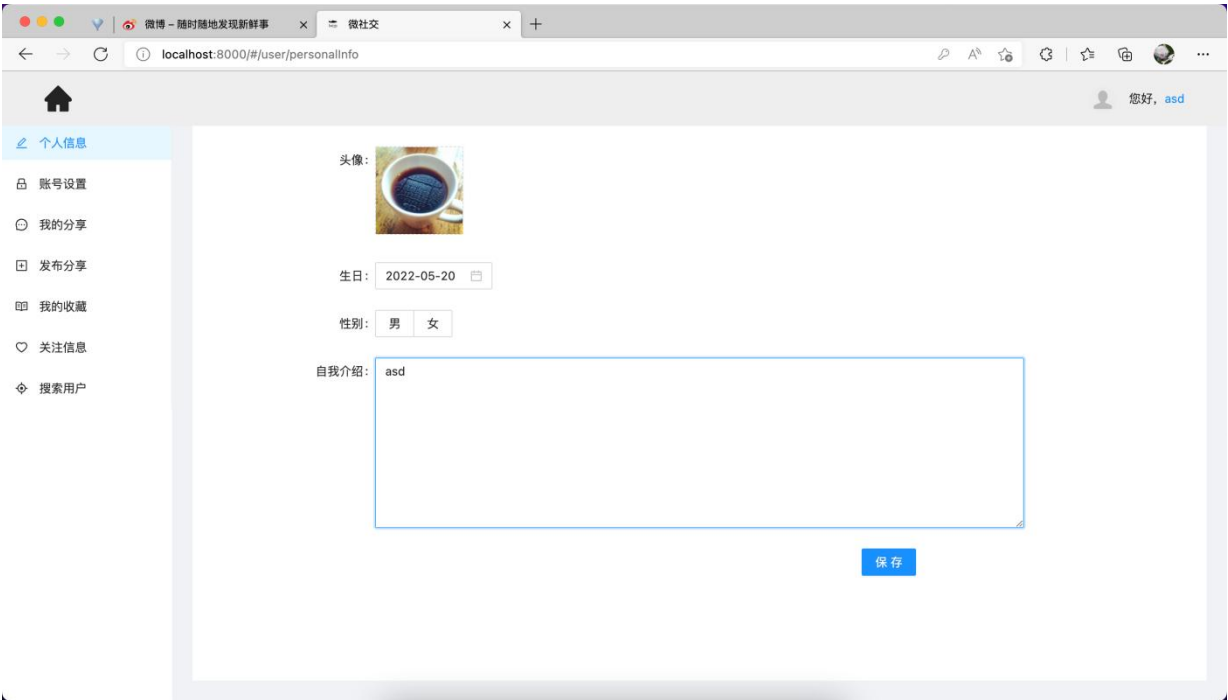 微博 – 随时随地发现新鲜事
微社交
localhost:8000/#/user/personalInfo
您好，asd
个人信息
账号设置
我的分享
发布分享
我的收藏
关注信息
搜索用户
头像：
生日： 2022-05-20
性别： 男 女
自我介绍： asd
保 存